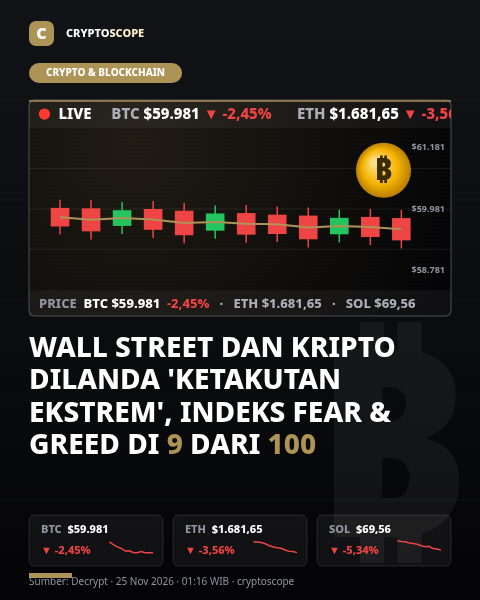 C CRYPTOSCOPE
CRYPTO & BLOCKCHAIN
LIVE BTC $59.981 ▼ -2,45% ETH $1.681,65 ▼ -3,5
$61.181
$59.981
$58.781
PRICE BTC $59.981 -2,45% · ETH $1.681,65 · SOL $69,56
WALL STREET DAN KRIPTO
DILANDA 'KETAKUTAN
EKSTREM', INDEKS FEAR &
GREED DI 9 DARI 100
BTC $59.981
▼ -2,45%
ETH $1.681,65
▼ -3,56%
SOL $69,56
▼ -5,34%
Sumber: Decrypt · 25 Nov 2026 · 01:16 WIB · cryptoscope